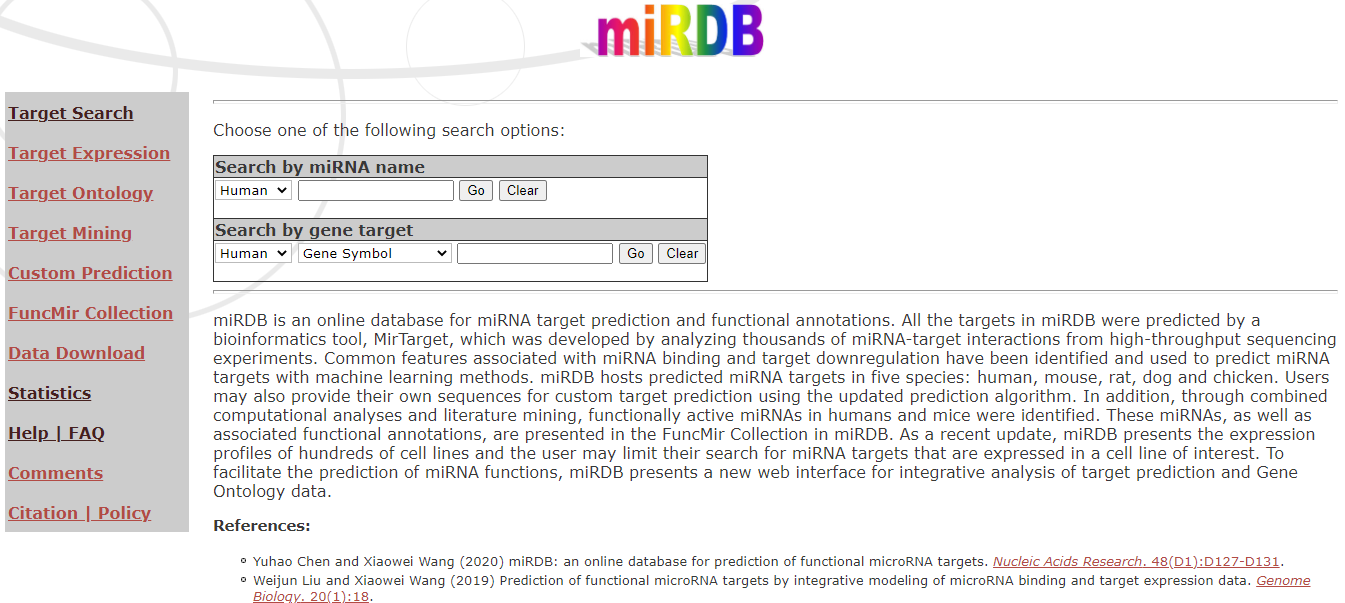 miRDB
Target Search
Target Expression
Target Ontology
Target Mining
Custom Prediction
FuncMir Collection
Data Download
Statistics
Help | FAQ
Comments
Citation | Policy
Choose one of the following search options:
Search by miRNA name
Human Go Clear
Search by gene target
Human Gene Symbol Go Clear
miRDB is an online database for miRNA target prediction and functional annotations. All the targets in miRDB were predicted by a
bioinformatics tool, MirTarget, which was developed by analyzing thousands of miRNA-target interactions from high-throughput sequencing
experiments. Common features associated with miRNA binding and target downregulation have been identified and used to predict miRNA
targets with machine learning methods. miRDB hosts predicted miRNA targets in five species: human, mouse, rat, dog and chicken. Users
may also provide their own sequences for custom target prediction using the updated prediction algorithm. In addition, through combined
computational analyses and literature mining, functionally active miRNAs in humans and mice were identified. These miRNAs, as well as
associated functional annotations, are presented in the FuncMir Collection in miRDB. As a recent update, miRDB presents the expression
profiles of hundreds of cell lines and the user may limit their search for miRNA targets that are expressed in a cell line of interest. To
facilitate the prediction of miRNA functions, miRDB presents a new web interface for integrative analysis of target prediction and Gene
Ontology data.
References:
Yuhao Chen and Xiaowei Wang (2020) miRDB: an online database for prediction of functional microRNA targets. Nucleic Acids Research. 48(D1):D127-D131.
Weijun Liu and Xiaowei Wang (2019) Prediction of functional microRNA targets by integrative modeling of microRNA binding and target expression data. Genome
Biology. 20(1):18.